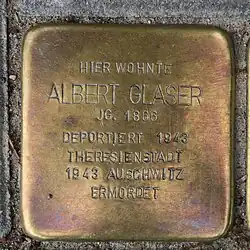 HIER WOHNTE
ALBERT GLASER
JG. 1896
DEPORTIERT 1943
THERESIENSTADT
1943 AUSCHWITZ
ERMORDET